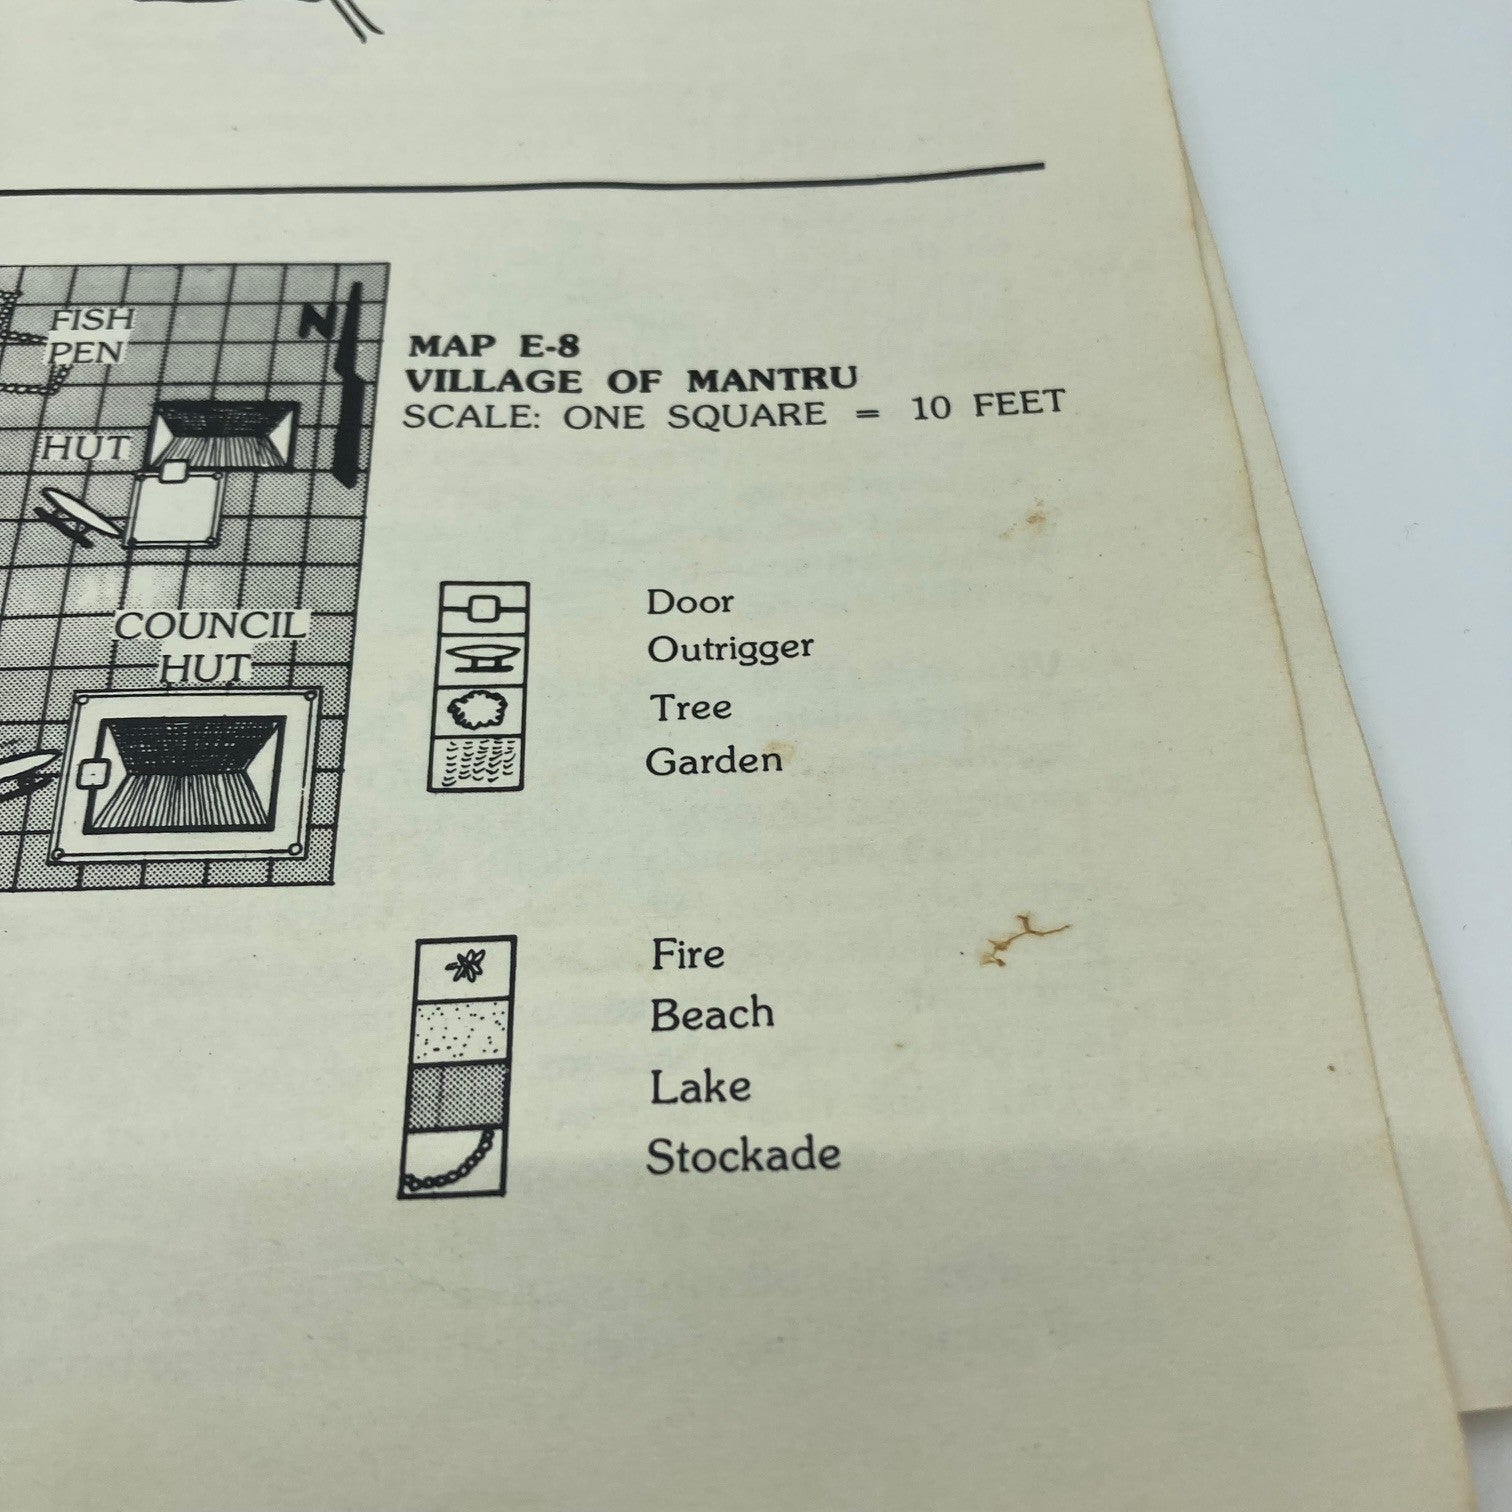 FISH
PEN
N
HUT
COUNCIL
HUT
MAP E-8
VILLAGE OF MANTRU
SCALE: ONE SQUARE = 10 FEET
Door
Outrigger
Tree
Garden
Fire
Beach
Lake
Stockade